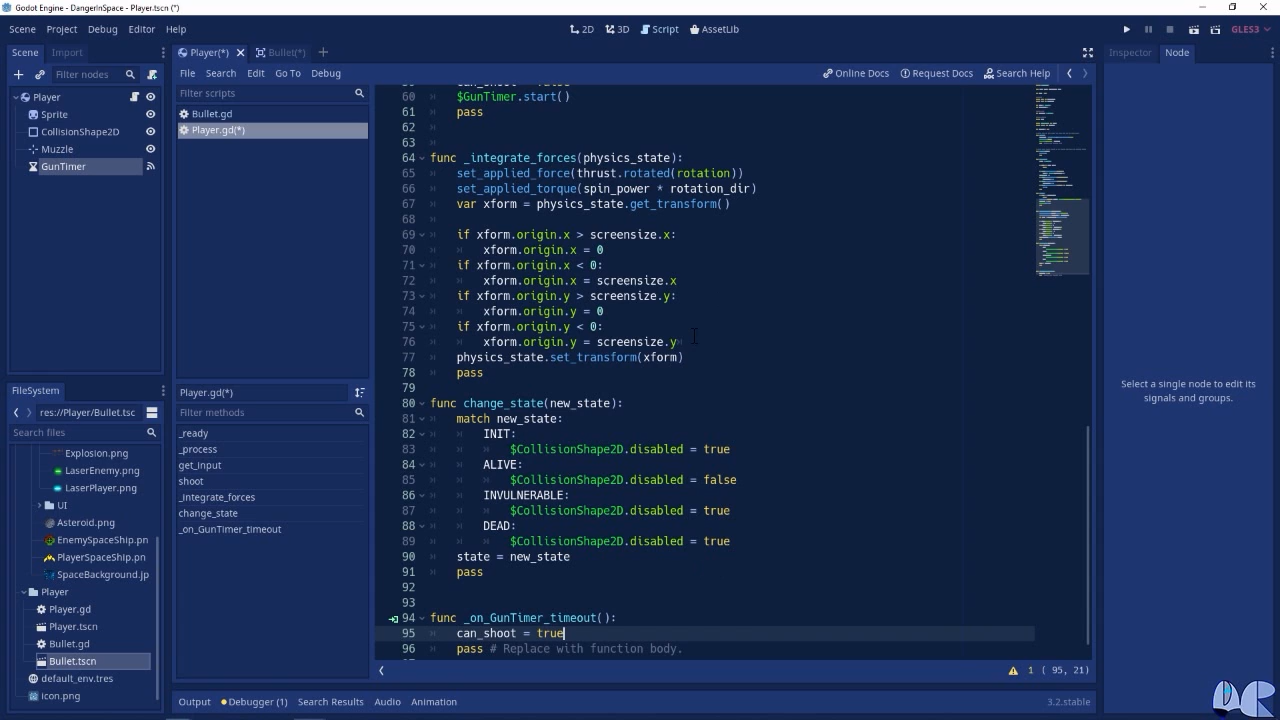 Godot Engine - DangerInSpace - Player.tscn (*)
Scene Project Debug Editor Help
2D 3D Script AssetLib
GLES3
Scene Import
Filter nodes
Player
Sprite
CollisionShape2D
Muzzle
GunTimer
FileSystem
res://Player/Bullet.tsc
Search files
Explosion.png
LaserEnemy.png
LaserPlayer.png
UI
Asteroid.png
EnemySpaceShip.pn
PlayerSpaceShip.pn
SpaceBackground.jp
Player
Player.gd
Player.tscn
Bullet.gd
Bullet.tscn
default_env.tres
icon.png
Player(*) Bullet(*)
File Search Edit Go To Debug
Online Docs Request Docs Search Help
Filter scripts
Bullet.gd
Player.gd(*)
Player.gd(*)
Filter methods
_ready
_process
get_input
shoot
_integrate_forces
change_state
_on_GunTimer_timeout
60 $GunTimer.start()
61 pass
62
63
64 func _integrate_forces(physics_state):
65 set_applied_force(thrust.rotated(rotation))
66 set_applied_torque(spin_power * rotation_dir)
67 var xform = physics_state.get_transform()
68
69 if xform.origin.x > screensize.x:
70 xform.origin.x = 0
71 if xform.origin.x < 0:
72 xform.origin.x = screensize.x
73 if xform.origin.y > screensize.y:
74 xform.origin.y = 0
75 if xform.origin.y < 0:
76 xform.origin.y = screensize.y
77 physics_state.set_transform(xform)
78 pass
79
80 func change_state(new_state):
81 match new_state:
82 INIT:
83 $CollisionShape2D.disabled = true
84 ALIVE:
85 $CollisionShape2D.disabled = false
86 INVULNERABLE:
87 $CollisionShape2D.disabled = true
88 DEAD:
89 $CollisionShape2D.disabled = true
90 state = new_state
91 pass
92
93
94 func _on_GunTimer_timeout():
95 can_shoot = true
96 pass # Replace with function body.
1 ( 95, 21)
Output Debugger (1) Search Results Audio Animation
3.2.stable
Inspector Node
Select a single node to edit its
signals and groups.